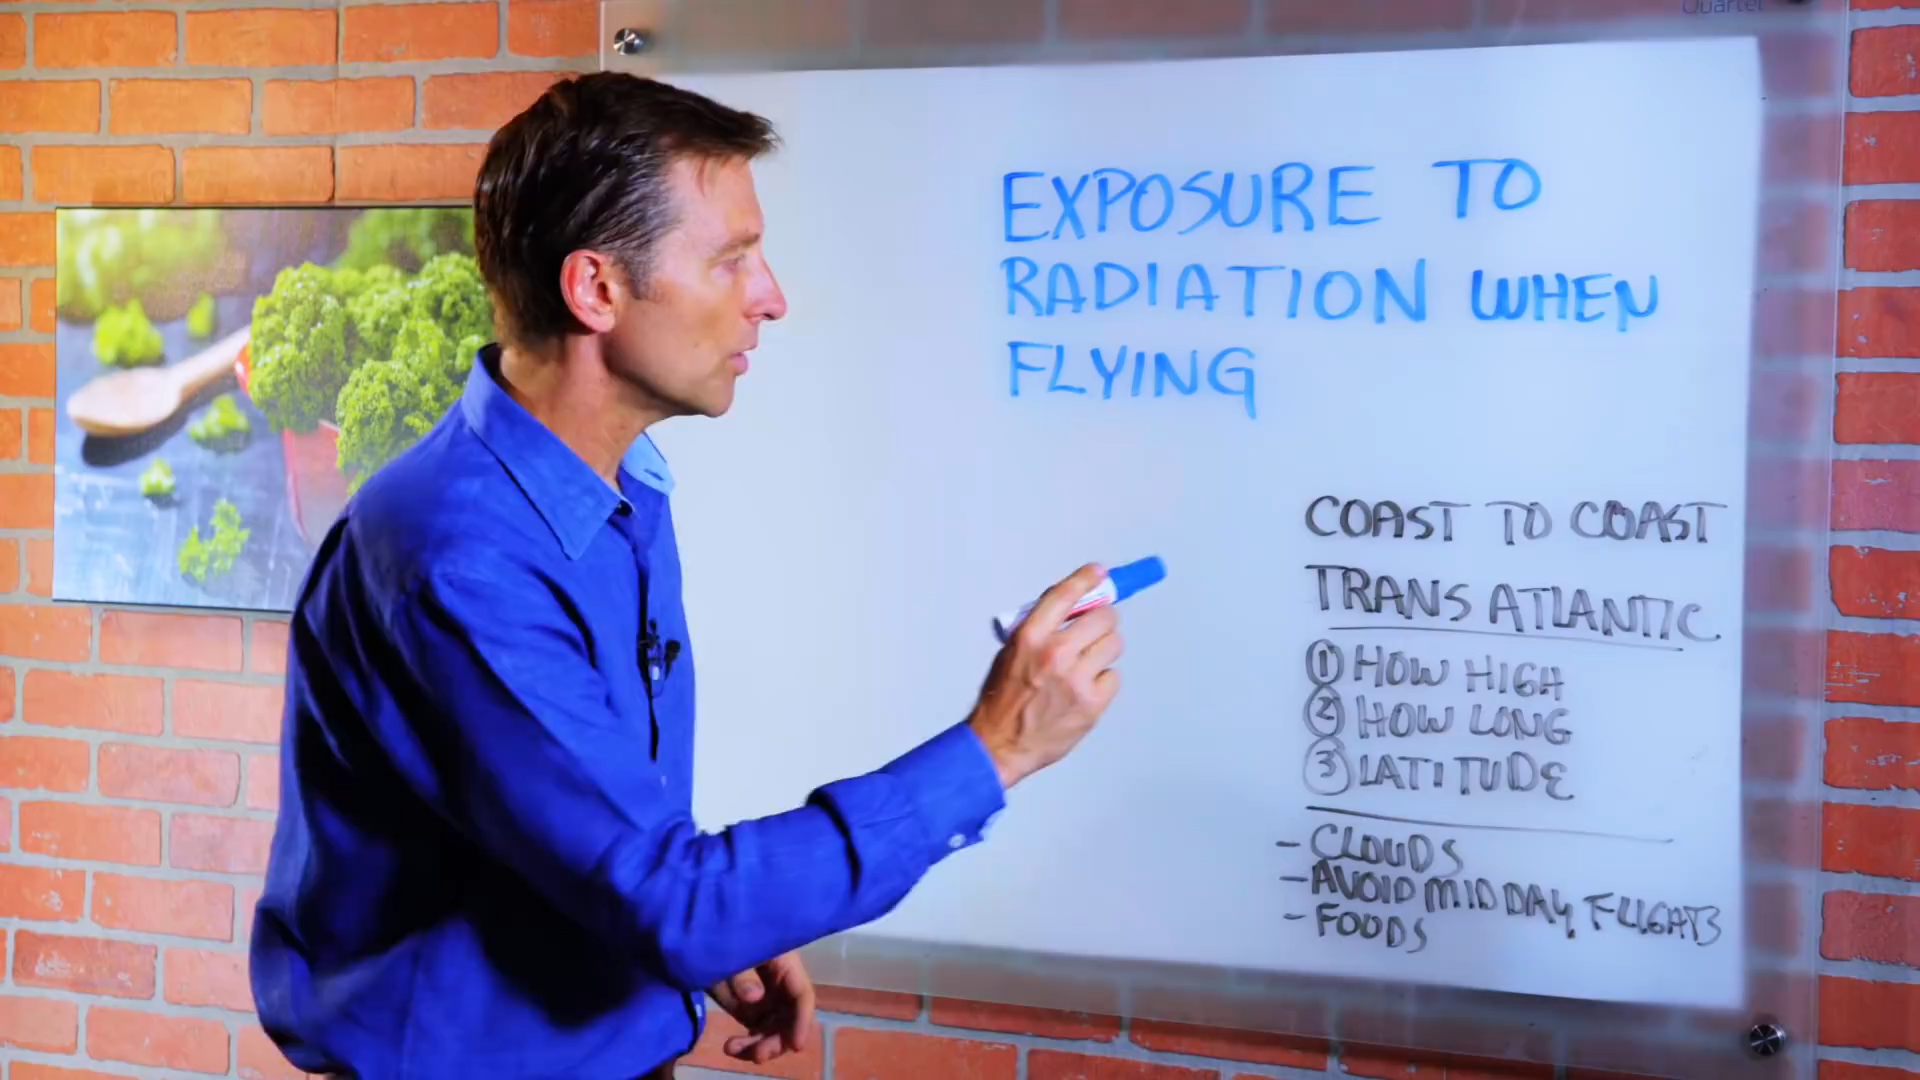 Quartet
EXPOSURE TO
RADIATION WHEN
FLYING
COAST TO COAST
TRANS ATLANTIC
① HOW HIGH
② HOW LONG
③ LATITUDE
- CLOUDS
- AVOID MID DAY FLIGHTS
- FOODS